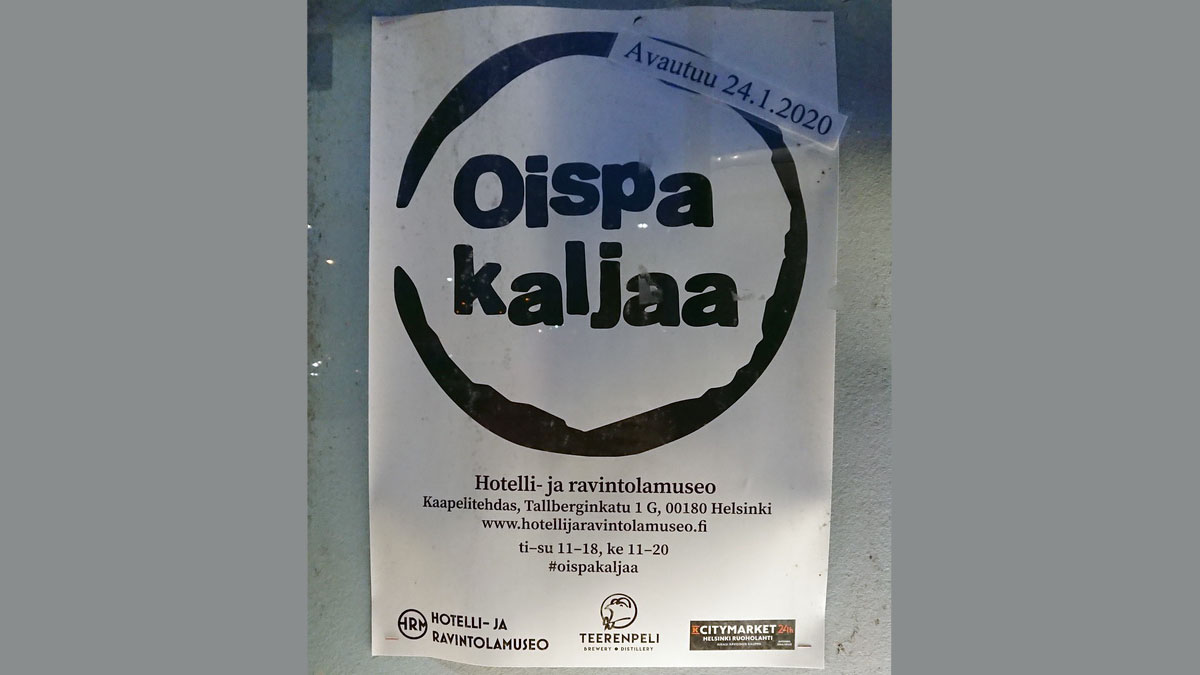 Avautuu 24.1.2020
Oispa
kaljaa
Hotelli- ja ravintolamuseo
Kaapelitehdas, Tallberginkatu 1 G, 00180 Helsinki
www.hotellijaravintolamuseo.fi
ti–su 11–18, ke 11–20
#oispakaljaa
HRM HOTELLI- JA
RAVINTOLAMUSEO
TEERENPELI
BREWERY • DISTILLERY
K CITYMARKET 24h
HELSINKI RUOHOLAHTI